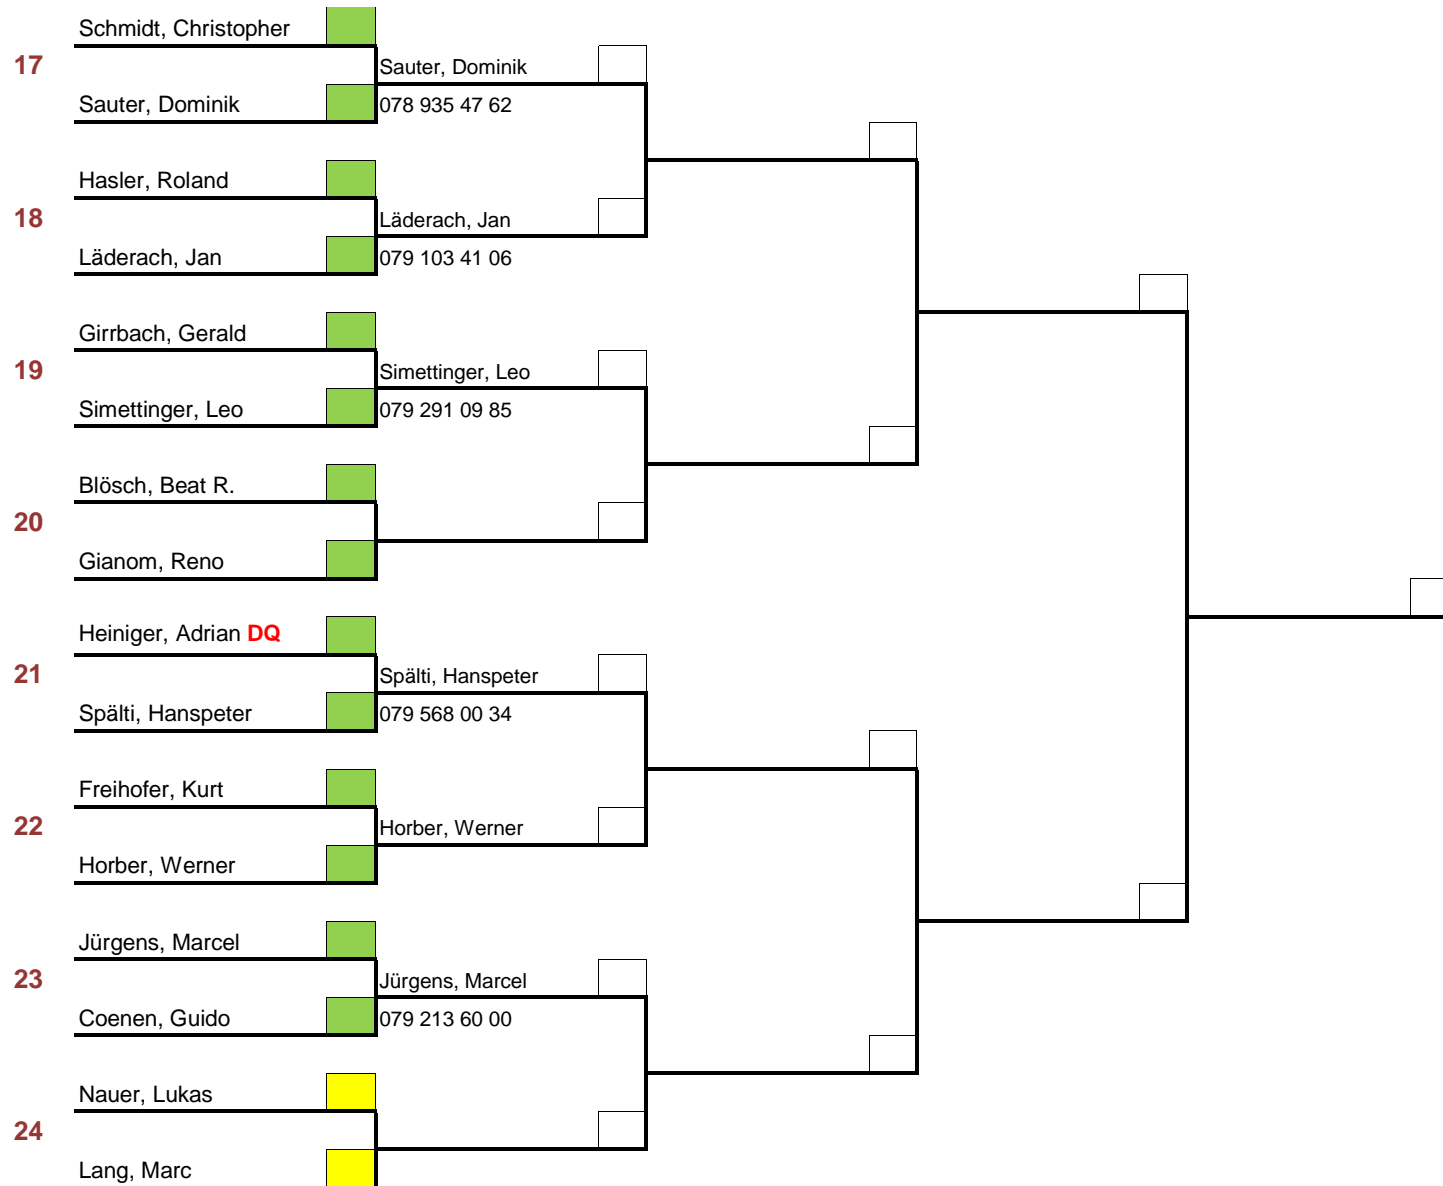 Schmidt, Christopher
17
Sauter, Dominik
Sauter, Dominik
078 935 47 62
Hasler, Roland
18
Läderach, Jan
Läderach, Jan
079 103 41 06
Girrbach, Gerald
19
Simettinger, Leo
Simettinger, Leo
079 291 09 85
Blösch, Beat R.
20
Gianom, Reno
Heiniger, Adrian DQ
21
Spälti, Hanspeter
Spälti, Hanspeter
079 568 00 34
Freihofer, Kurt
22
Horber, Werner
Horber, Werner
Jürgens, Marcel
23
Jürgens, Marcel
Coenen, Guido
079 213 60 00
Nauer, Lukas
24
Lang, Marc